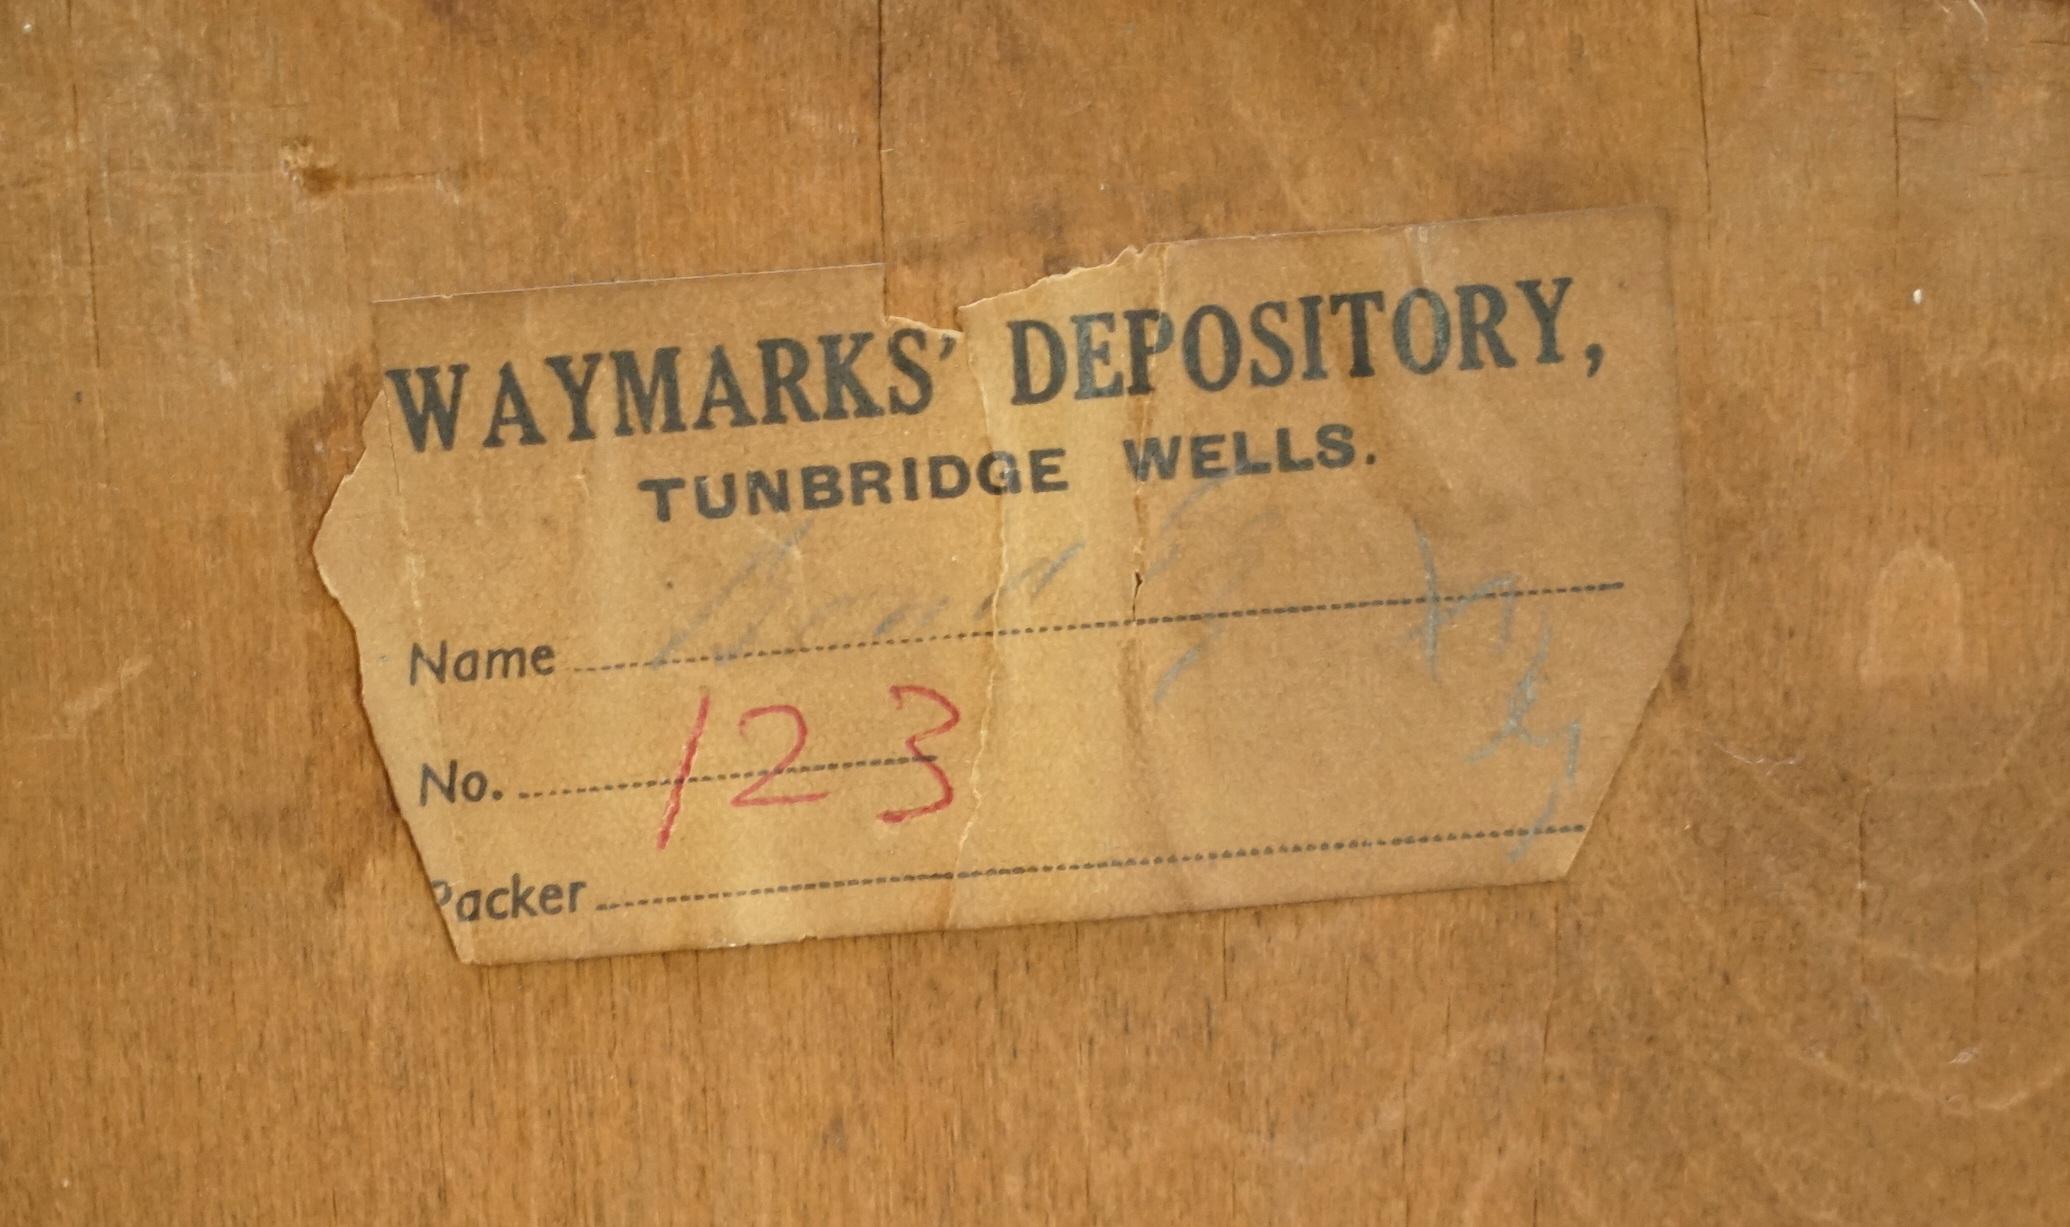 WAYMARKS' DEPOSITORY,
TUNBRIDGE WELLS.
Name
No. 123
Packer